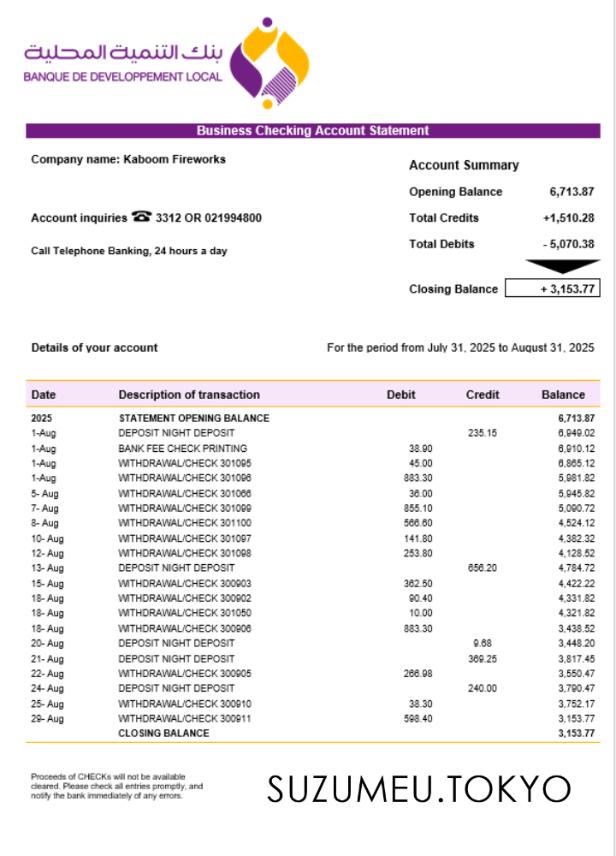 بنك التنمية المحلية
BANQUE DE DEVELOPPEMENT LOCAL
Business Checking Account Statement
Company name: Kaboom Fireworks
Account inquiries ☎ 3312 OR 021994800
Call Telephone Banking, 24 hours a day
Account Summary
Opening Balance 6,713.87
Total Credits +1,510.28
Total Debits - 5,070.38
Closing Balance + 3,153.77
Details of your account For the period from July 31, 2025 to August 31, 2025
Date Description of transaction Debit Credit Balance
2025 STATEMENT OPENING BALANCE 6,713.87
1-Aug DEPOSIT NIGHT DEPOSIT 235.15 6,949.02
1-Aug BANK FEE CHECK PRINTING 38.90 6,910.12
1-Aug WITHDRAWAL/CHECK 301095 45.00 6,865.12
1-Aug WITHDRAWAL/CHECK 301096 883.30 5,981.82
5- Aug WITHDRAWAL/CHECK 301066 36.00 5,945.82
7- Aug WITHDRAWAL/CHECK 301099 855.10 5,090.72
8- Aug WITHDRAWAL/CHECK 301100 566.60 4,524.12
10- Aug WITHDRAWAL/CHECK 301097 141.80 4,382.32
12- Aug WITHDRAWAL/CHECK 301098 253.80 4,128.52
13- Aug DEPOSIT NIGHT DEPOSIT 656.20 4,784.72
15- Aug WITHDRAWAL/CHECK 300903 362.50 4,422.22
18- Aug WITHDRAWAL/CHECK 300902 90.40 4,331.82
18- Aug WITHDRAWAL/CHECK 301050 10.00 4,321.82
18- Aug WITHDRAWAL/CHECK 300906 883.30 3,438.52
20- Aug DEPOSIT NIGHT DEPOSIT 9.68 3,448.20
21- Aug DEPOSIT NIGHT DEPOSIT 369.25 3,817.45
22- Aug WITHDRAWAL/CHECK 300905 266.98 3,550.47
24- Aug DEPOSIT NIGHT DEPOSIT 240.00 3,790.47
25- Aug WITHDRAWAL/CHECK 300910 38.30 3,752.17
29- Aug WITHDRAWAL/CHECK 300911 598.40 3,153.77
CLOSING BALANCE 3,153.77
Proceeds of CHECKs will not be available
cleared. Please check all entries promptly, and
notify the bank immediately of any errors.
SUZUMEU.TOKYO